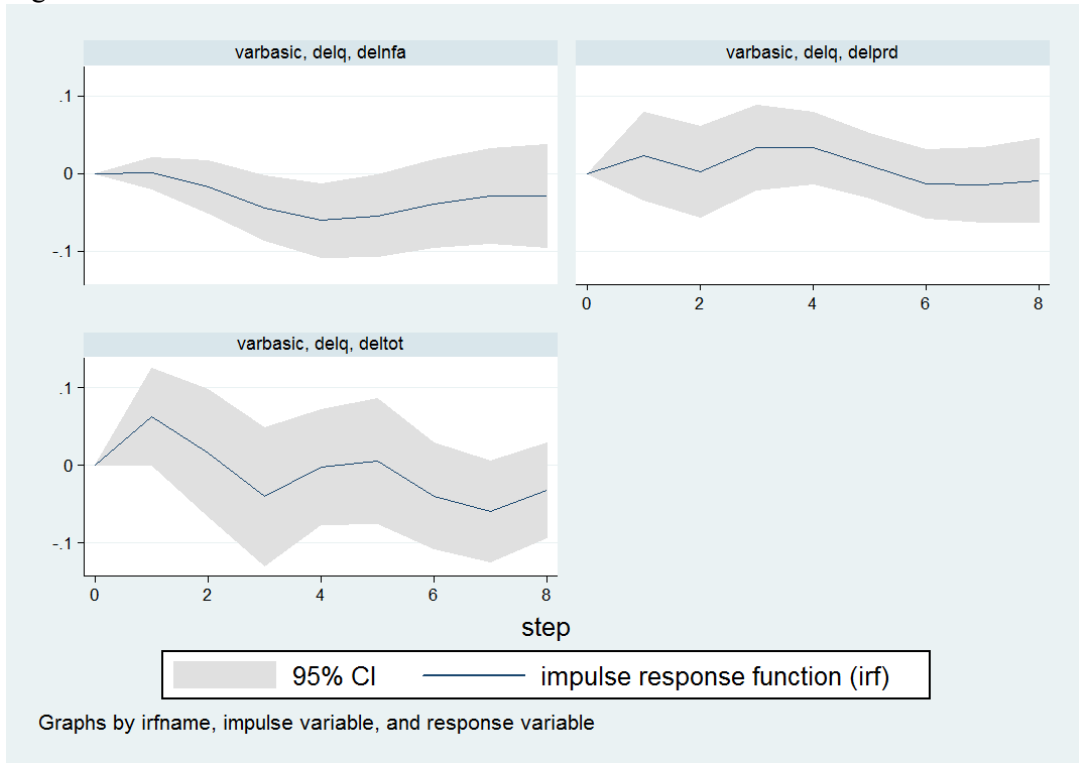 varbasic, delq, delnfa
varbasic, delq, delprd
.1
0
-.1
0 2 4 6 8
varbasic, delq, deltot
.1
0
-.1
0 2 4 6 8
step
95% CI impulse response function (irf)
Graphs by irfname, impulse variable, and response variable